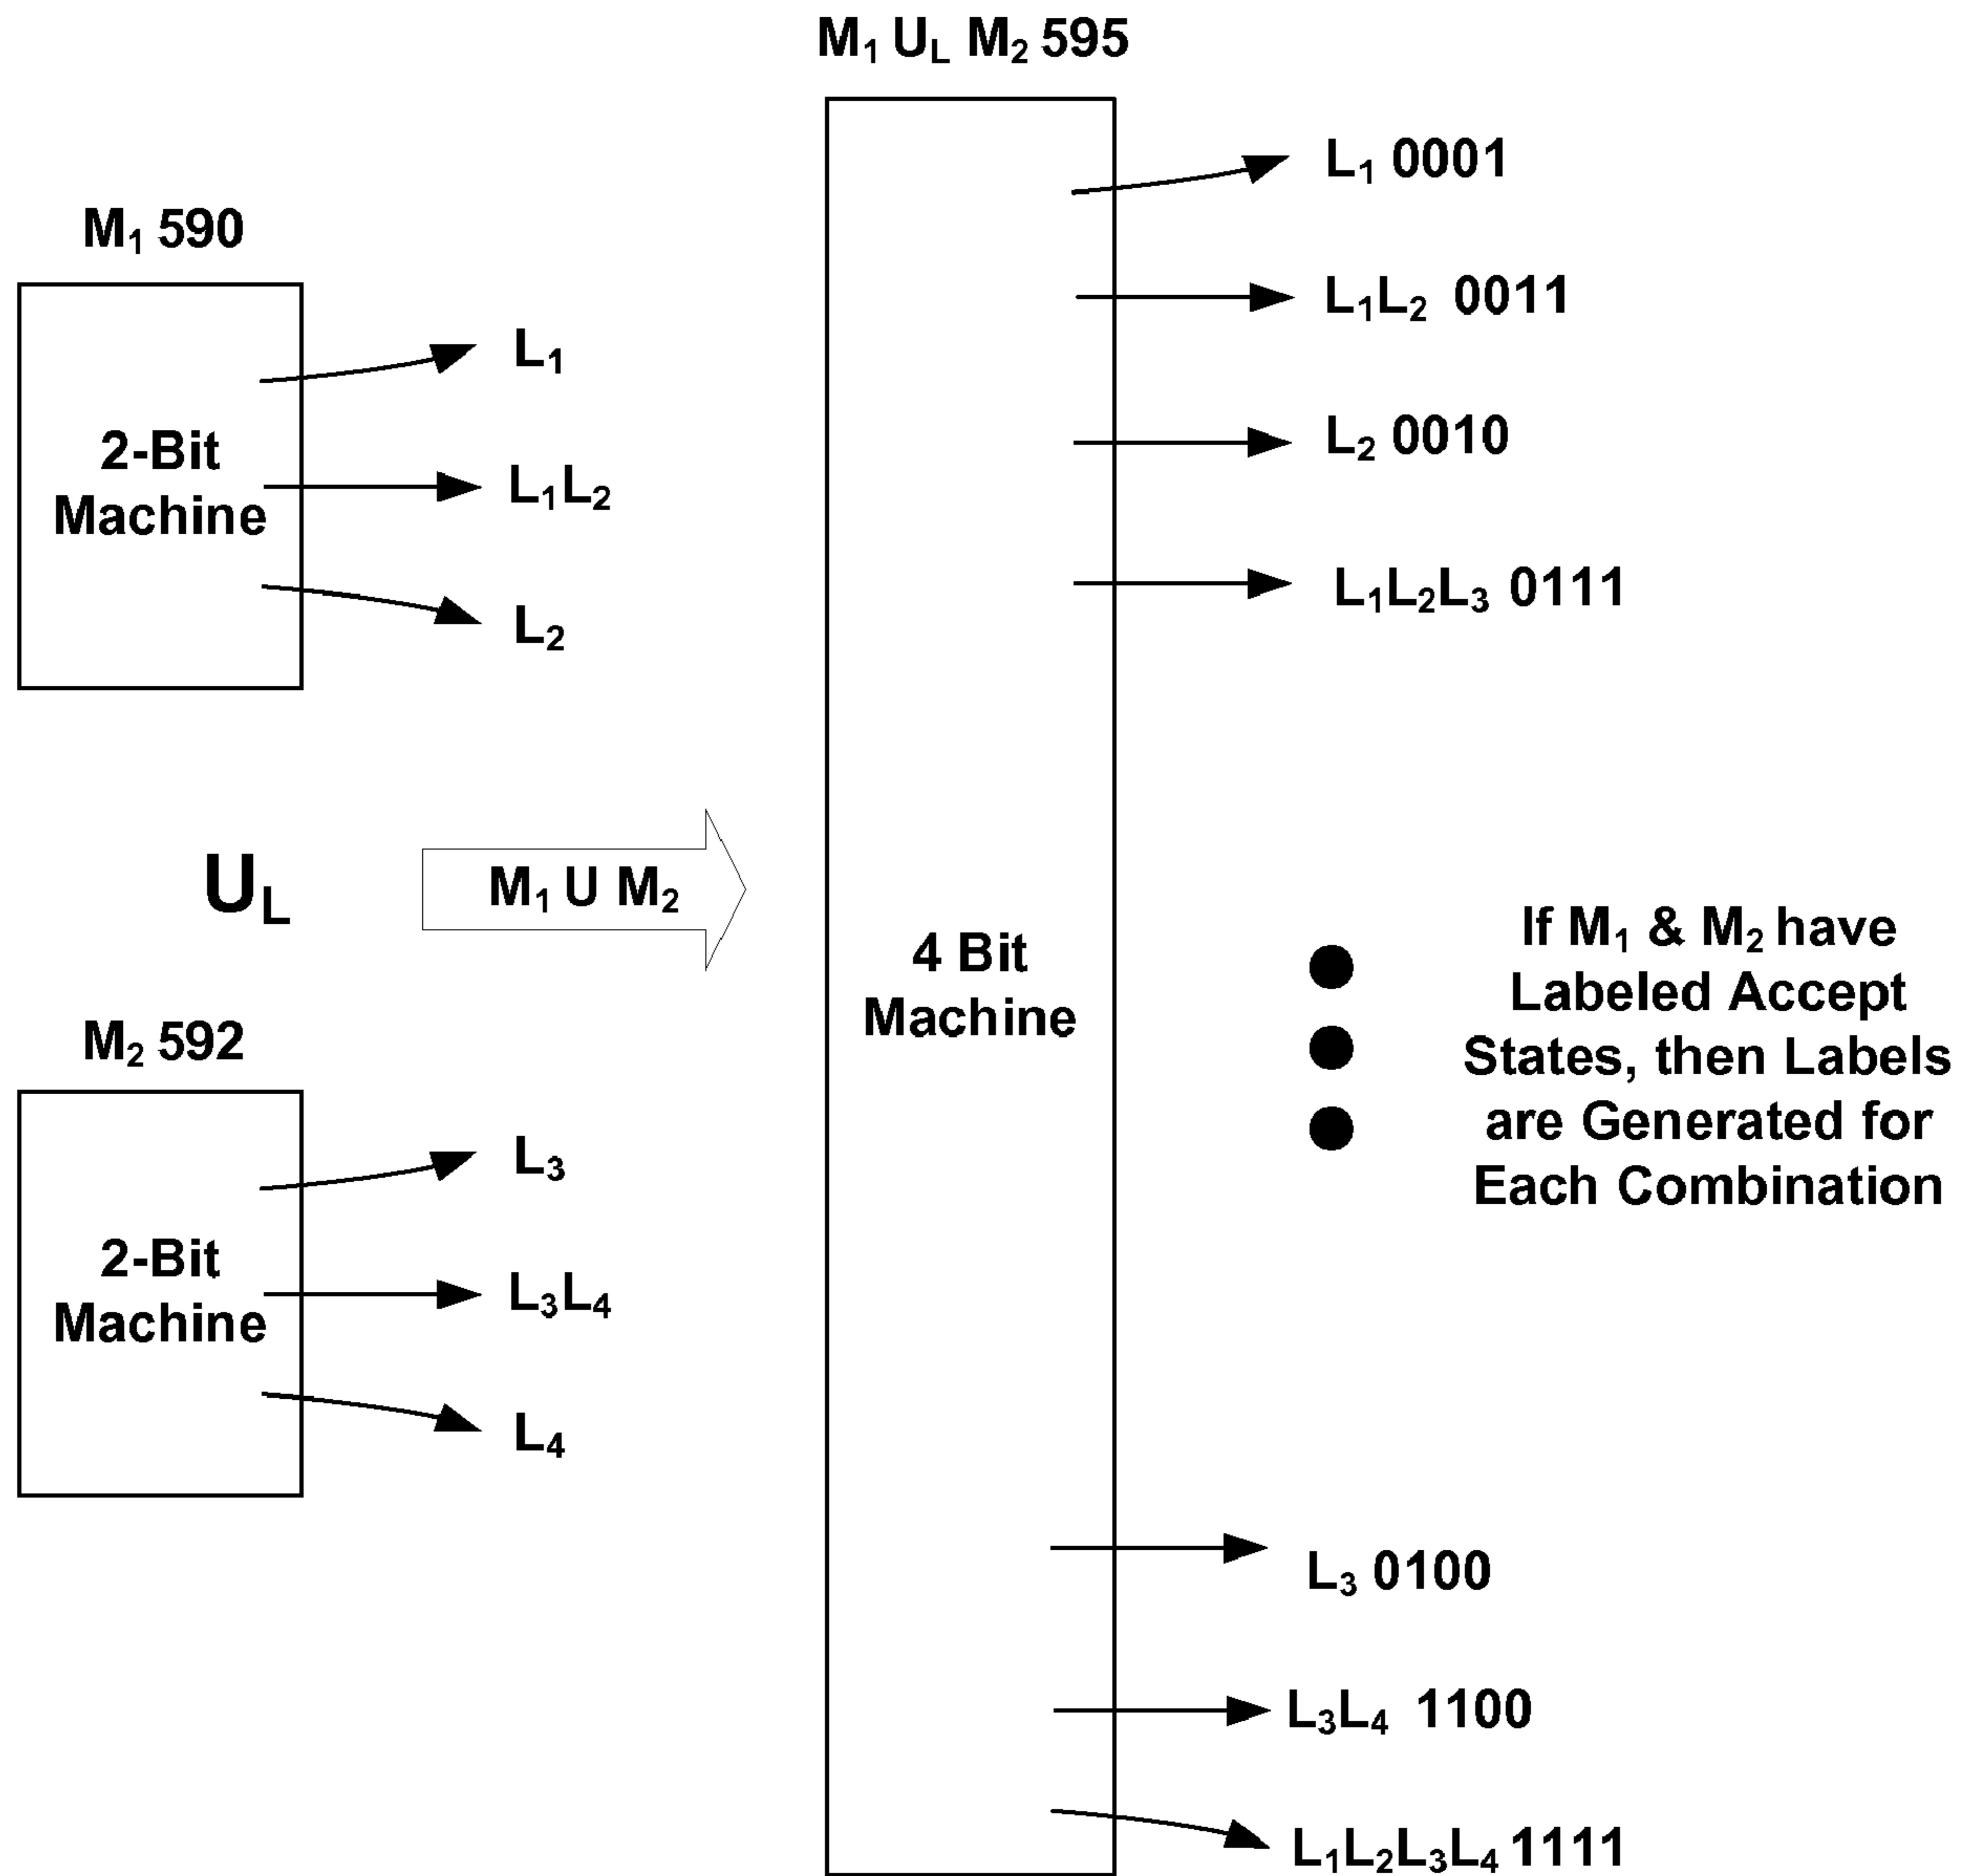 M₁ U_L M₂ 595
L₁ 0001
L₁L₂ 0011
L₂ 0010
L₁L₂L₃ 0111
M₁ 590
2-Bit
Machine
L₁
L₁L₂
L₂
U_L
M₁ U M₂
M₂ 592
2-Bit
Machine
L₃
L₃L₄
L₄
4 Bit
Machine
If M₁ & M₂ have
Labeled Accept
States, then Labels
are Generated for
Each Combination
L₃ 0100
L₃L₄ 1100
L₁L₂L₃L₄ 1111